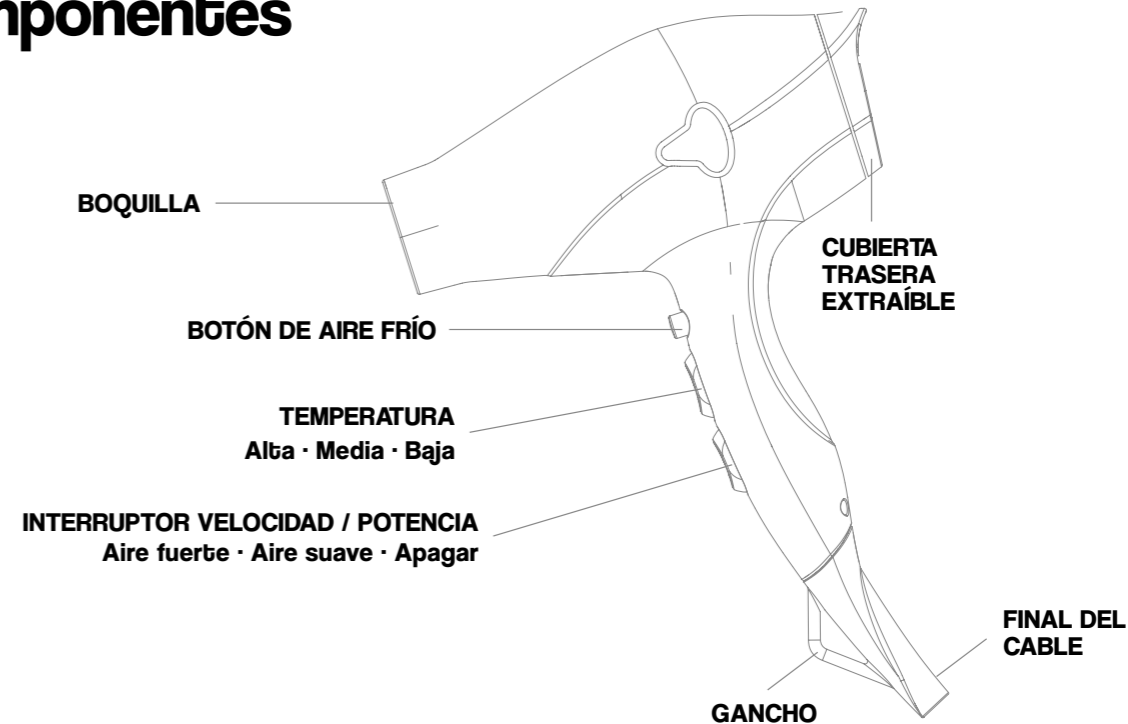 mponentes
BOQUILLA
CUBIERTA
TRASERA
EXTRAÍBLE
BOTÓN DE AIRE FRÍO
TEMPERATURA
Alta · Media · Baja
INTERRUPTOR VELOCIDAD / POTENCIA
Aire fuerte · Aire suave · Apagar
FINAL DEL
CABLE
GANCHO